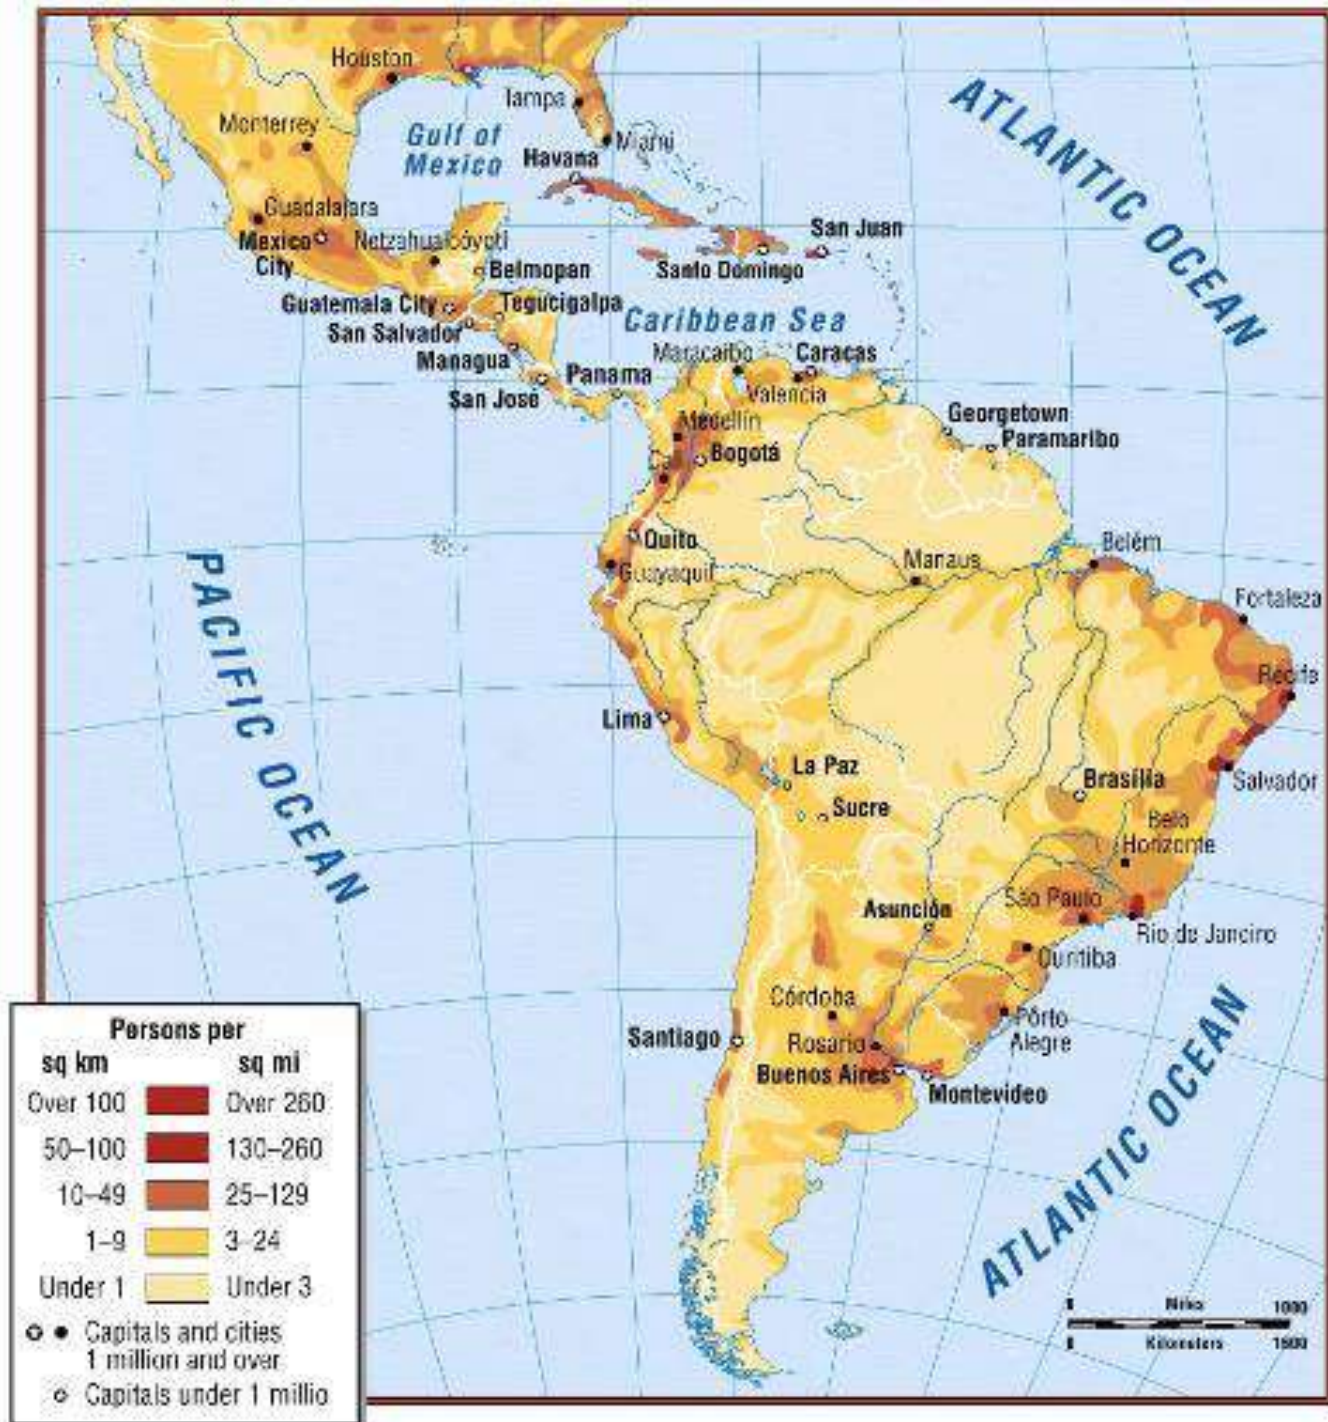 Houston
Tampa
Monterrey
Gulf of
Mexico
Miami
Havana
Guadalajara
Mexico
City
Netzahualcóyotl
San Juan
Belmopan
Santo Domingo
Guatemala City
Tegucigalpa
San Salvador
Caribbean Sea
Managua
Maracaibo
Caracas
San José
Panama
Valencia
Medellín
Georgetown
Bogotá
Paramaribo
ATLANTIC OCEAN
Quito
Guayaquil
Manaus
Belém
Fortaleza
PACIFIC OCEAN
Recife
Lima
La Paz
Brasília
Salvador
Sucre
Belo
Horizonte
São Paulo
Asunción
Rio de Janeiro
Curitiba
Córdoba
Santiago
Rosario
Pôrto
Alegre
Buenos Aires
Montevideo
ATLANTIC OCEAN
Persons per
sq km sq mi
Over 100 Over 260
50–100 130–260
10–49 25–129
1–9 3–24
Under 1 Under 3
Capitals and cities
1 million and over
Capitals under 1 millio
0 Miles 1000
0 Kilometers 1500